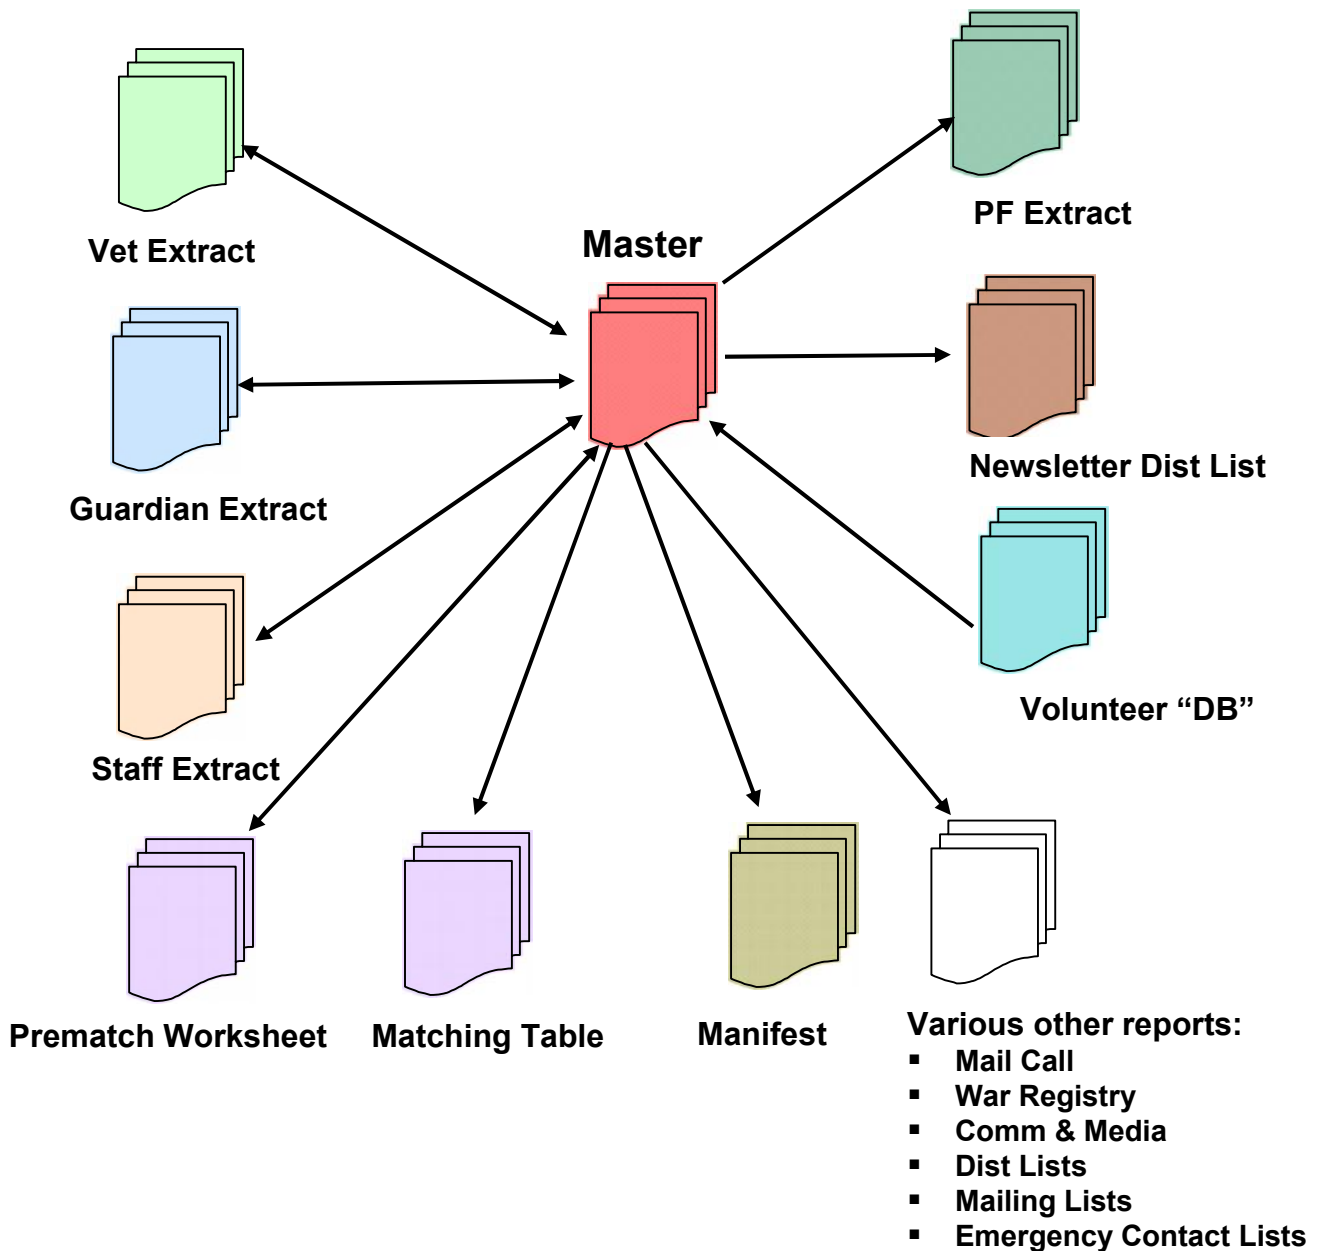 PF Extract
Vet Extract
Master
Newsletter Dist List
Guardian Extract
Volunteer “DB”
Staff Extract
Prematch Worksheet
Matching Table
Manifest
Various other reports:
▪ Mail Call
▪ War Registry
▪ Comm & Media
▪ Dist Lists
▪ Mailing Lists
▪ Emergency Contact Lists